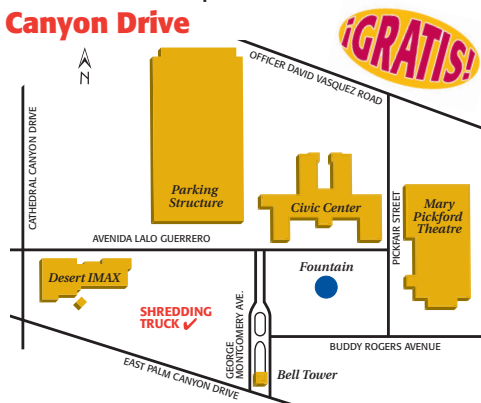 Canyon Drive
¡GRATIS!
N
OFFICER DAVID VASQUEZ ROAD
CATHEDRAL CANYON DRIVE
Parking
Structure
Civic Center
PICKFAIR STREET
Mary
Pickford
Theatre
AVENIDA LALO GUERRERO
Desert IMAX
Fountain
SHREDDING
TRUCK ✓
GEORGE
MONTGOMERY AVE.
BUDDY ROGERS AVENUE
EAST PALM CANYON DRIVE
Bell Tower